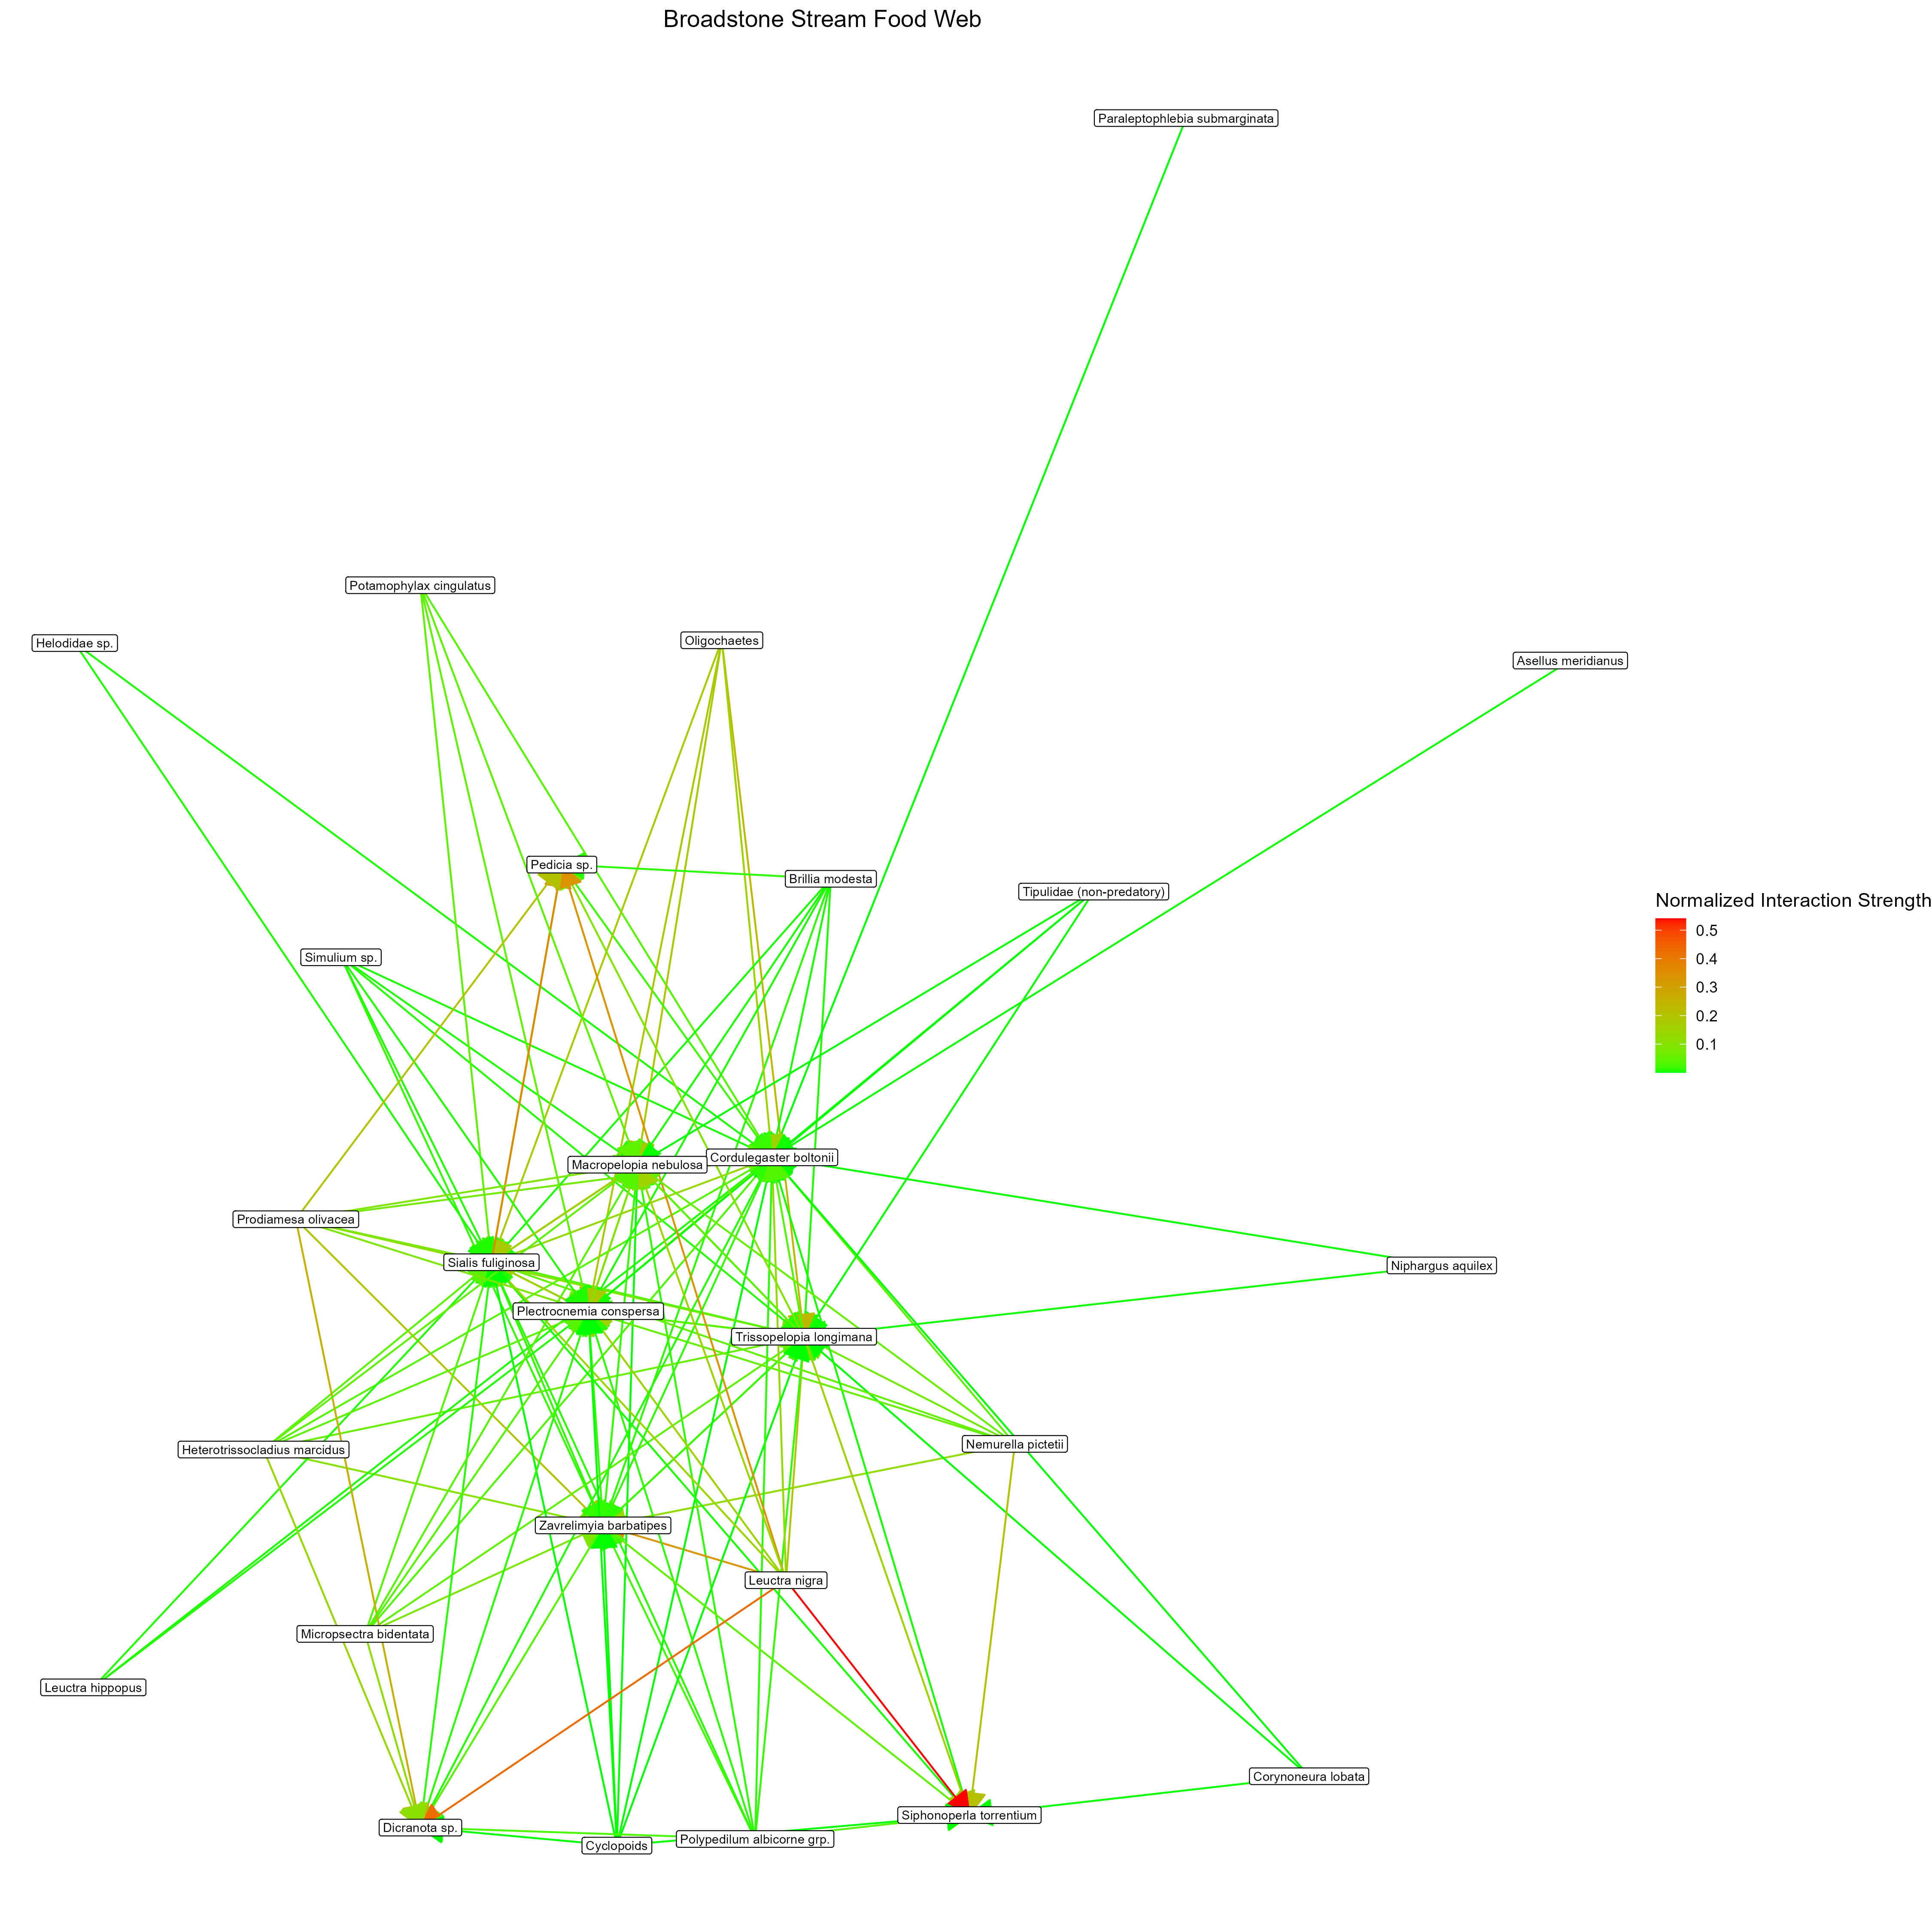 Broadstone Stream Food Web
Paraleptophlebia submarginata
Potamophylax cingulatus
Helodidae sp.
Oligochaetes
Asellus meridianus
Pedicia sp.
Brillia modesta
Tipulidae (non-predatory)
Normalized Interaction Strength
0.5
0.4
0.3
0.2
0.1
Simulium sp.
Macropelopia nebulosa
Cordulegaster boltonii
Prodiamesa olivacea
Sialis fuliginosa
Niphargus aquilex
Plectrocnemia conspersa
Trissopelopia longimana
Heterotrissocladius marcidus
Nemurella pictetii
Zavrelimyia barbatipes
Leuctra nigra
Micropsectra bidentata
Leuctra hippopus
Corynoneura lobata
Siphonoperla torrentium
Dicranota sp.
Cyclopoids
Polypedilum albicorne grp.